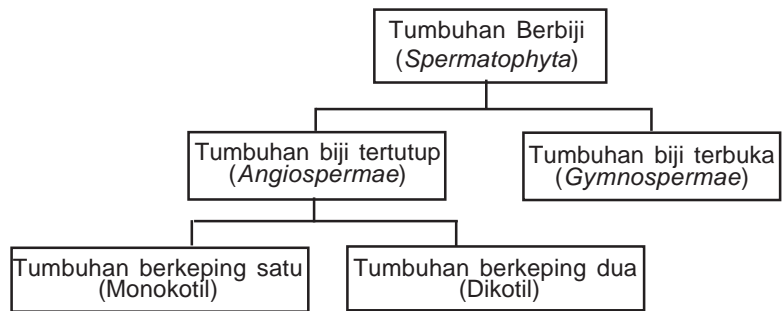 Tumbuhan Berbiji
(Spermatophyta)
Tumbuhan biji tertutup
(Angiospermae)
Tumbuhan biji terbuka
(Gymnospermae)
Tumbuhan berkeping satu
(Monokotil)
Tumbuhan berkeping dua
(Dikotil)